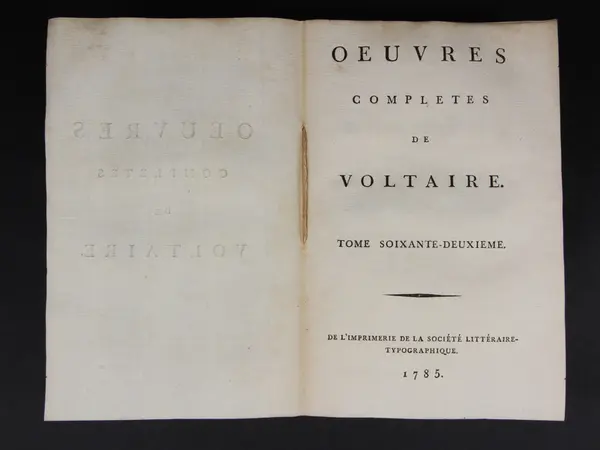 OEUVRES
COMPLETES
DE
VOLTAIRE.
TOME SOIXANTE-DEUXIEME.
DE L'IMPRIMERIE DE LA SOCIÉTÉ LITTÉRAIRE-
TYPOGRAPHIQUE.
1785.